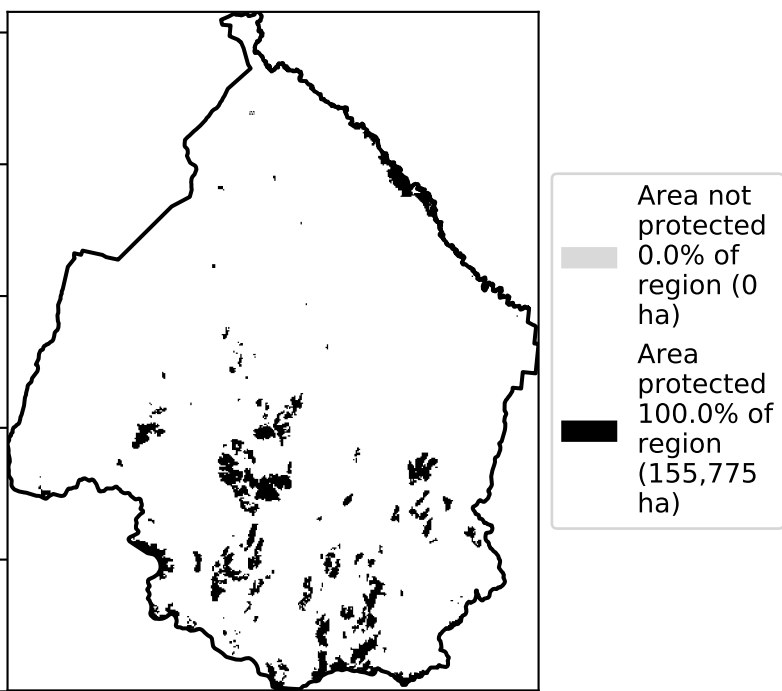 Area not
protected
0.0% of
region (0
ha)
Area
protected
100.0% of
region
(155,775
ha)